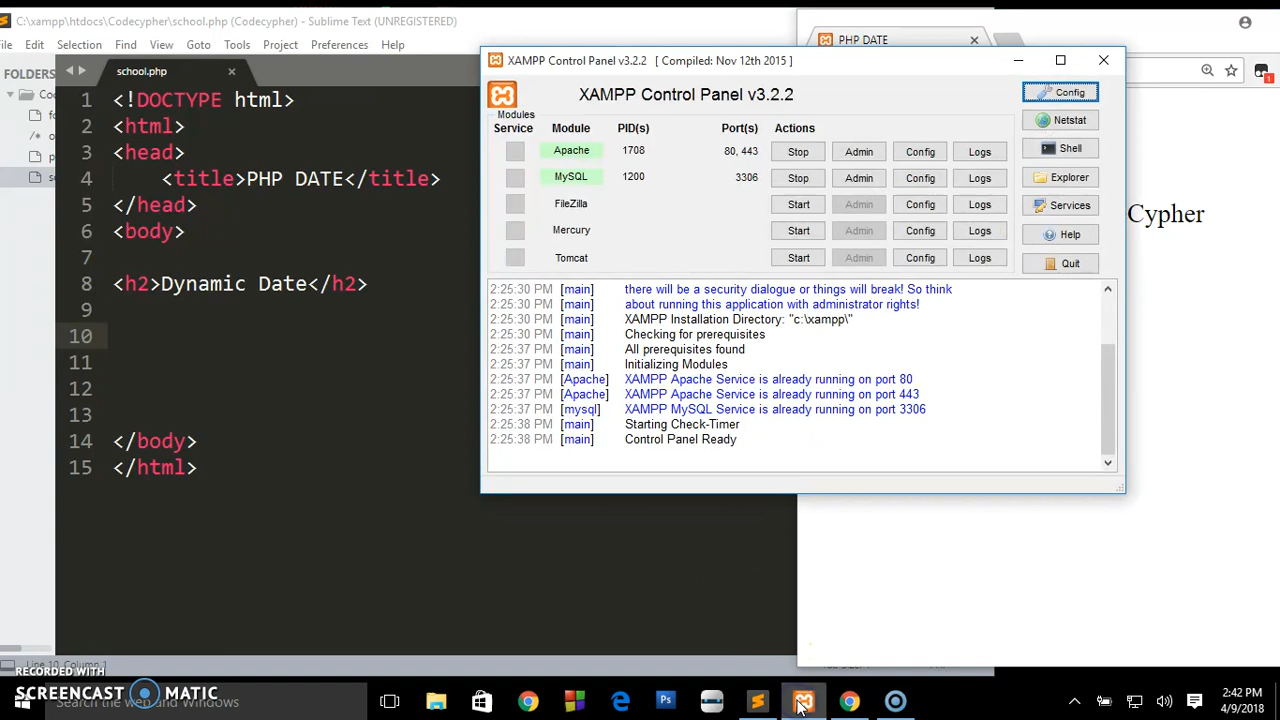 C:\xampp\htdocs\Codecypher\school.php (Codecypher) - Sublime Text (UNREGISTERED)
Edit Selection Find View Goto Tools Project Preferences Help
FOLDERS
school.php
1 <!DOCTYPE html>
2 <html>
3 <head>
4 <title>PHP DATE</title>
5 </head>
6 <body>
7
8 <h2>Dynamic Date</h2>
9
10
11
12
13
14 </body>
15 </html>
PHP DATE
Cypher
XAMPP Control Panel v3.2.2 [ Compiled: Nov 12th 2015 ]
XAMPP Control Panel v3.2.2
Config
Netstat
Shell
Explorer
Services
Help
Quit
Modules
Service Module PID(s) Port(s) Actions
Apache 1708 80, 443 Stop Admin Config Logs
MySQL 1200 3306 Stop Admin Config Logs
FileZilla Start Admin Config Logs
Mercury Start Admin Config Logs
Tomcat Start Admin Config Logs
2:25:30 PM [main] there will be a security dialogue or things will break! So think
2:25:30 PM [main] about running this application with administrator rights!
2:25:30 PM [main] XAMPP Installation Directory: "c:\xampp\"
2:25:30 PM [main] Checking for prerequisites
2:25:37 PM [main] All prerequisites found
2:25:37 PM [main] Initializing Modules
2:25:37 PM [Apache] XAMPP Apache Service is already running on port 80
2:25:37 PM [Apache] XAMPP Apache Service is already running on port 443
2:25:37 PM [mysql] XAMPP MySQL Service is already running on port 3306
2:25:38 PM [main] Starting Check-Timer
2:25:38 PM [main] Control Panel Ready
Line 10, Column 1
RECORDED WITH
SCREENCAST MATIC
Search the web and Windows
2:42 PM
4/9/2018